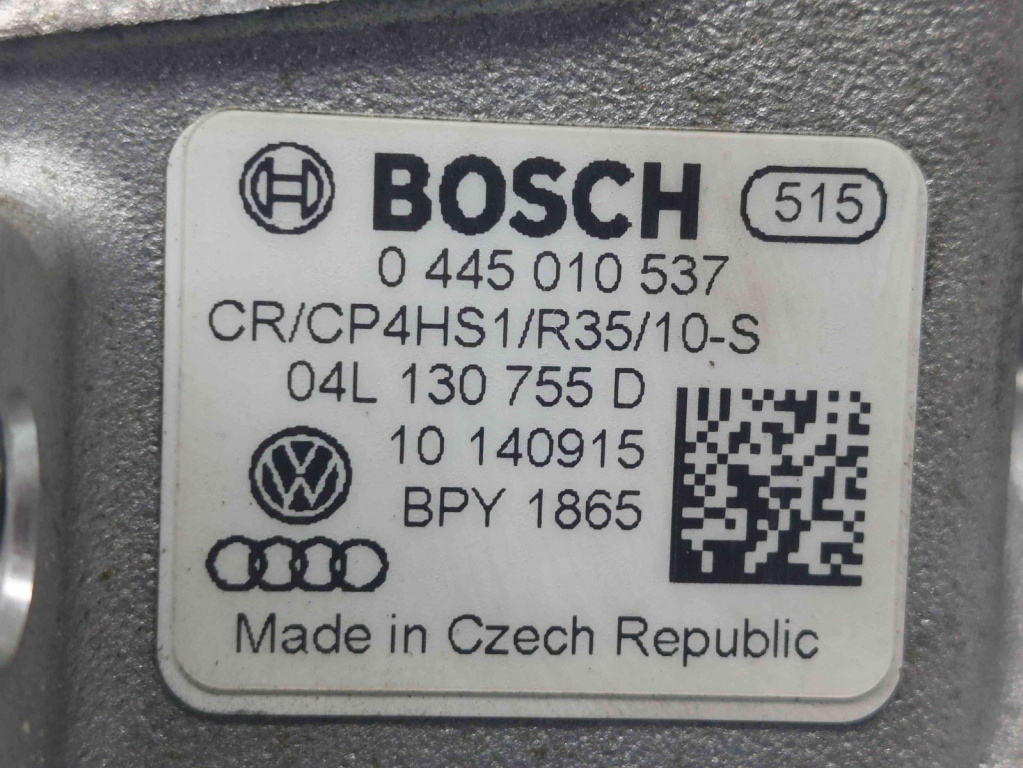 BOSCH 515
0 445 010 537
CR/CP4HS1/R35/10-S
04L 130 755 D
10 140915
BPY 1865
Made in Czech Republic